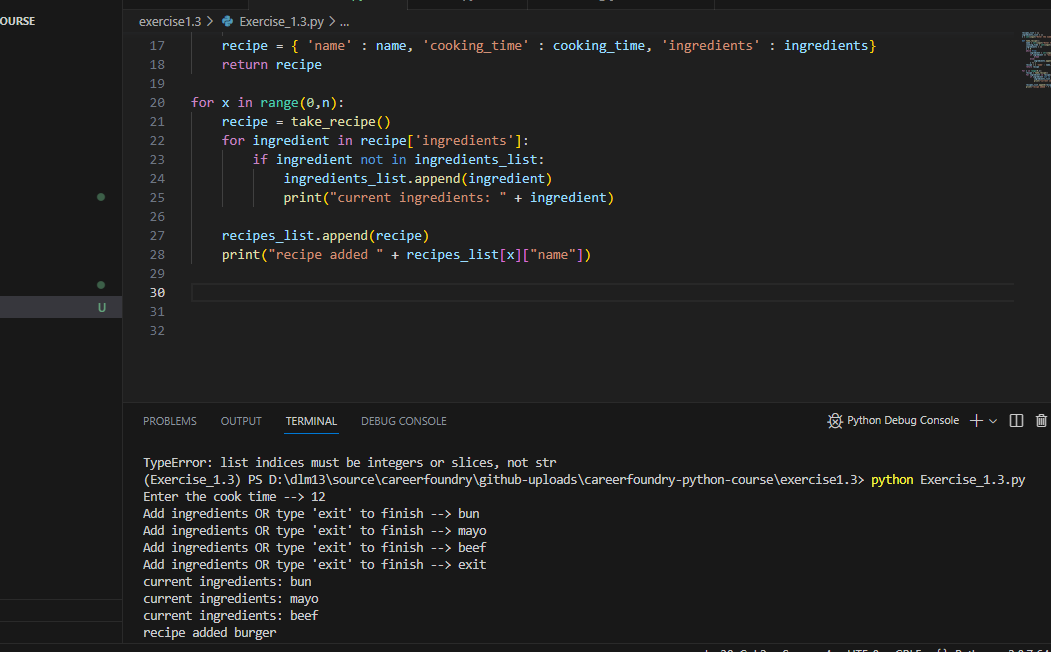 OURSE
exercise1.3 > Exercise_1.3.py > ...
17 recipe = { 'name' : name, 'cooking_time' : cooking_time, 'ingredients' : ingredients}
18 return recipe
19
20 for x in range(0,n):
21 recipe = take_recipe()
22 for ingredient in recipe['ingredients']:
23 if ingredient not in ingredients_list:
24 ingredients_list.append(ingredient)
25 print("current ingredients: " + ingredient)
26
27 recipes_list.append(recipe)
28 print("recipe added " + recipes_list[x]["name"])
29
30
U
31
32
PROBLEMS OUTPUT TERMINAL DEBUG CONSOLE Python Debug Console
TypeError: list indices must be integers or slices, not str
(Exercise_1.3) PS D:\dlm13\source\careerfoundry\github-uploads\careerfoundry-python-course\exercise1.3> python Exercise_1.3.py
Enter the cook time --> 12
Add ingredients OR type 'exit' to finish --> bun
Add ingredients OR type 'exit' to finish --> mayo
Add ingredients OR type 'exit' to finish --> beef
Add ingredients OR type 'exit' to finish --> exit
current ingredients: bun
current ingredients: mayo
current ingredients: beef
recipe added burger